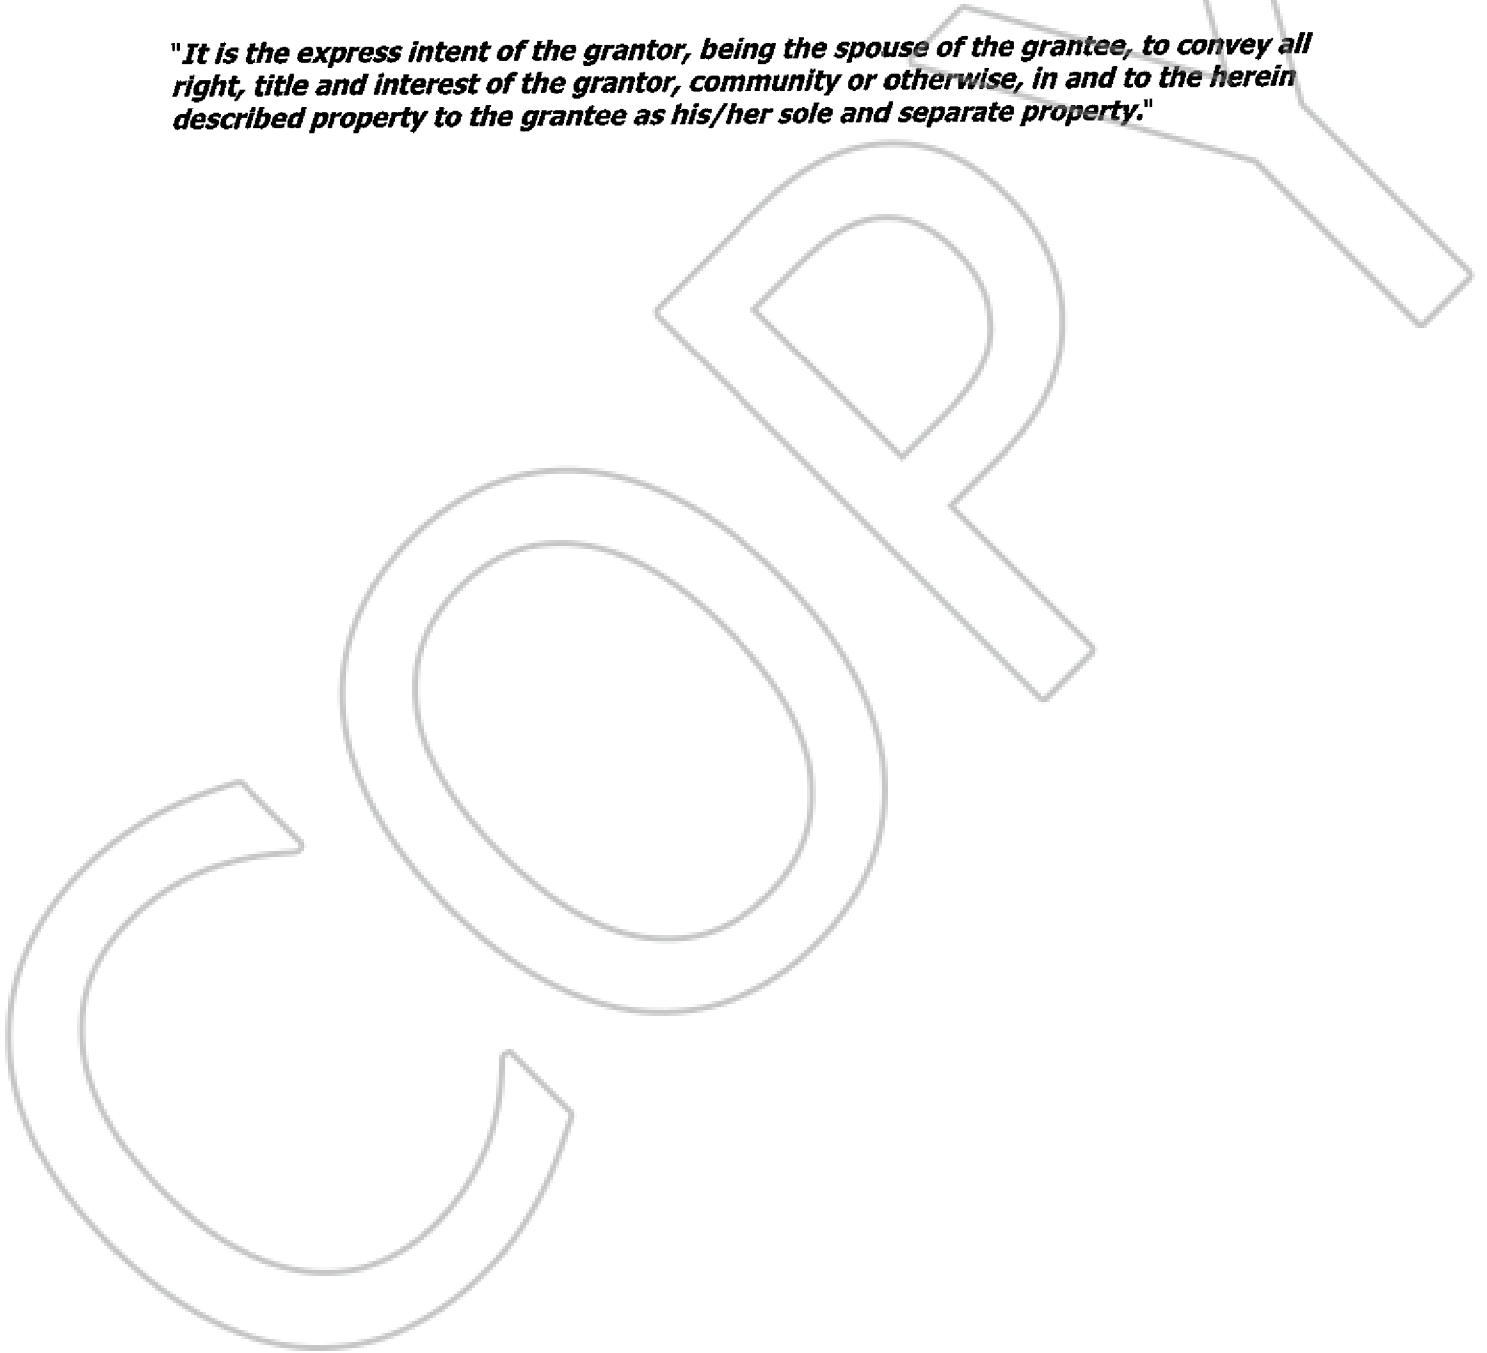 "It is the express intent of the grantor, being the spouse of the grantee, to convey all
right, title and interest of the grantor, community or otherwise, in and to the herein
described property to the grantee as his/her sole and separate property."
COPY